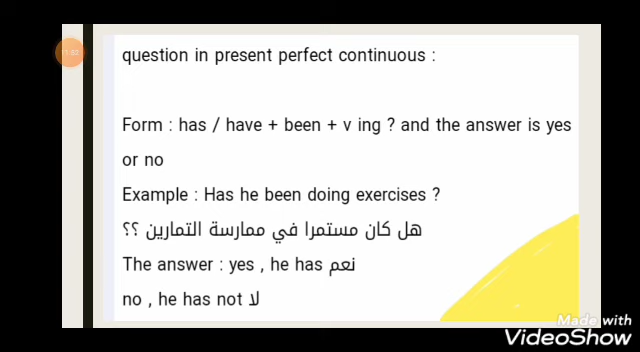 question in present perfect continuous :
Form : has / have + been + v ing ? and the answer is yes
or no
Example : Has he been doing exercises ?
هل كان مستمرا في ممارسة التمارين ؟؟
The answer : yes , he has نعم
no , he has not لا
Made with
VideoShow